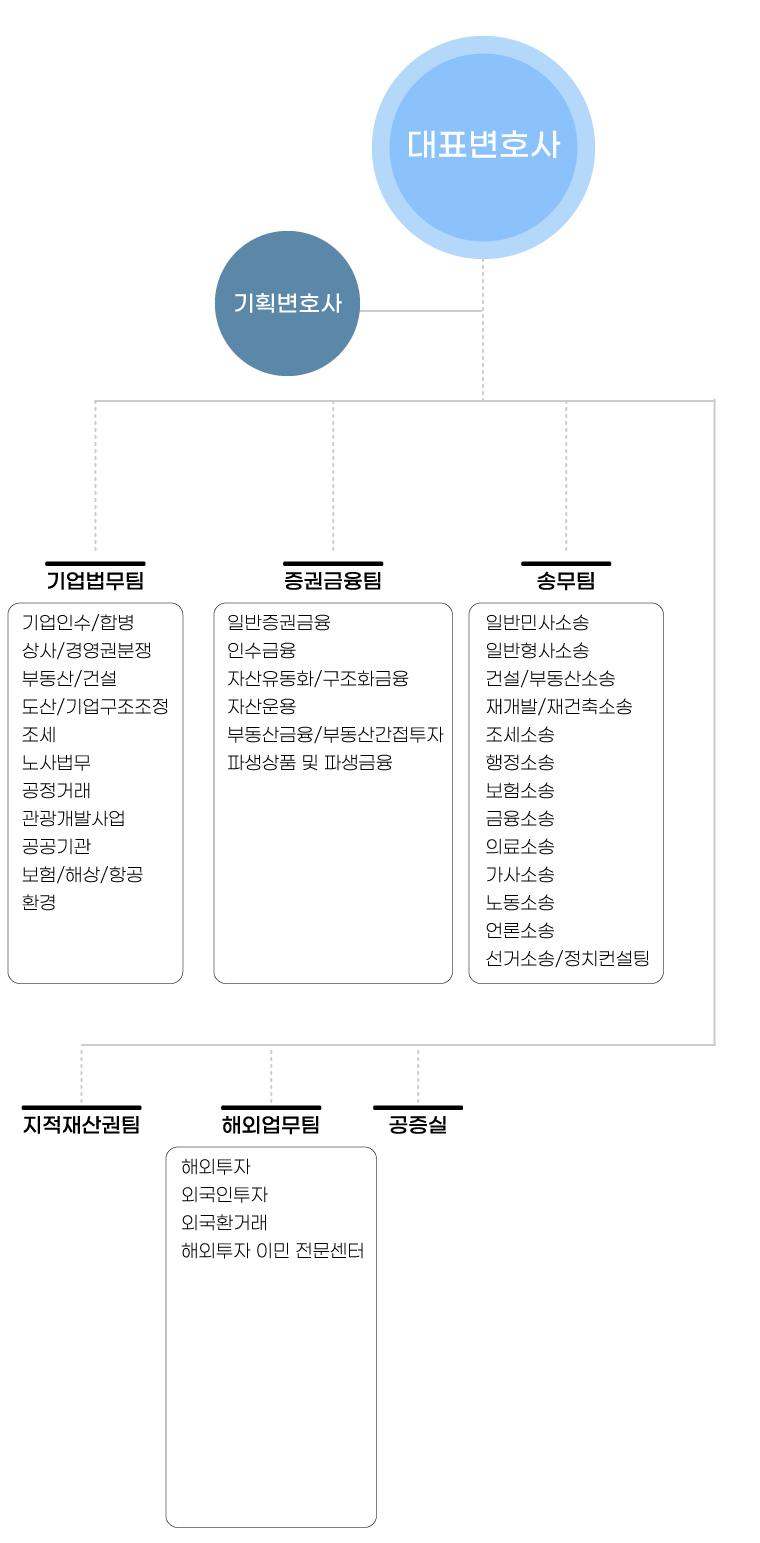 대표변호사
기획변호사
기업법무팀
기업인수/합병
상사/경영권분쟁
부동산/건설
도산/기업구조조정
조세
노사법무
공정거래
관광개발사업
공공기관
보험/해상/항공
환경
증권금융팀
일반증권금융
인수금융
자산유동화/구조화금융
자산운용
부동산금융/부동산간접투자
파생상품 및 파생금융
송무팀
일반민사소송
일반형사소송
건설/부동산소송
재개발/재건축소송
조세소송
행정소송
보험소송
금융소송
의료소송
가사소송
노동소송
언론소송
선거소송/정치컨설팅
지적재산권팀
해외업무팀
해외투자
외국인투자
외국환거래
해외투자 이민 전문센터
공증실